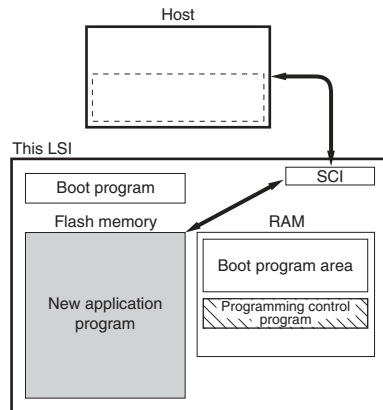 Host
This LSI
SCI
Boot program
Flash memory
RAM
Boot program area
New application
program
Programming control
program